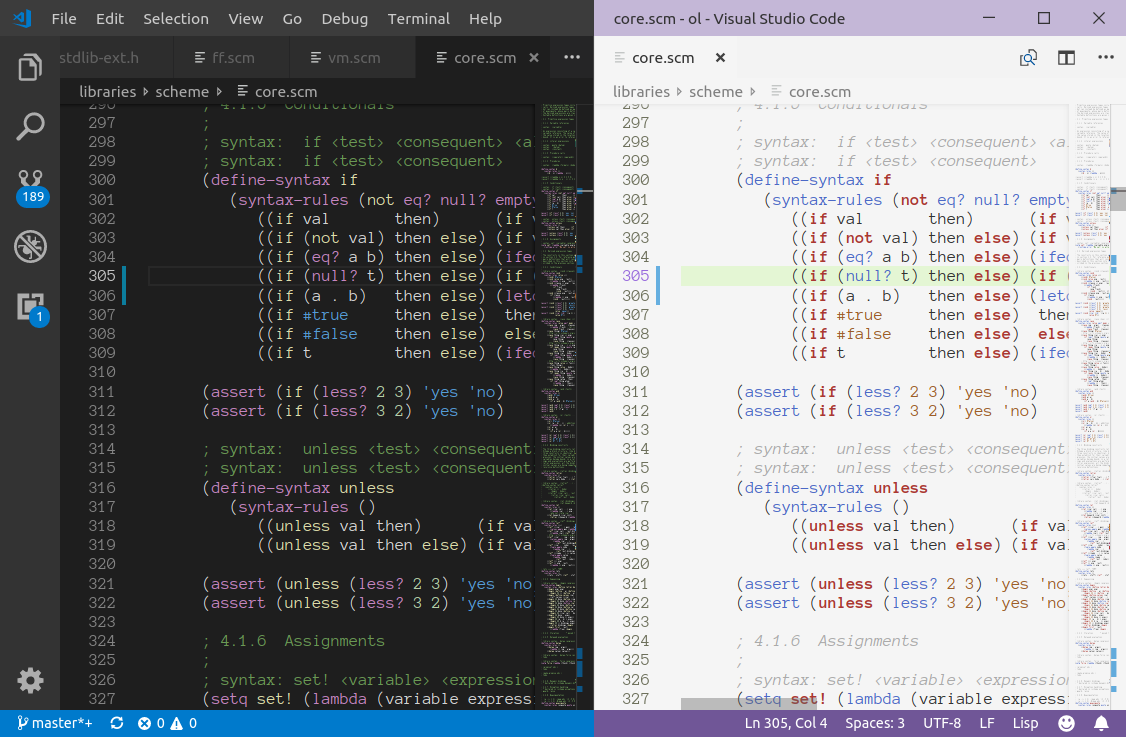 File Edit Selection View Go Debug Terminal Help
core.scm - ol - Visual Studio Code
stdlib-ext.h ff.scm vm.scm core.scm
core.scm
libraries scheme core.scm
libraries scheme core.scm
296 ; 4.1.5 Conditionals
297 ;
298 ; syntax: if <test> <consequent> <a
299 ; syntax: if <test> <consequent>
300 (define-syntax if
301 (syntax-rules (not eq? null? empty
302 ((if val then) (if v
303 ((if (not val) then else) (if v
304 ((if (eq? a b) then else) (ifeq
305 ((if (null? t) then else) (if
306 ((if (a . b) then else) (letq
307 ((if #true then else) then
308 ((if #false then else) else
309 ((if t then else) (ifeq
310
311 (assert (if (less? 2 3) 'yes 'no)
312 (assert (if (less? 3 2) 'yes 'no)
313
314 ; syntax: unless <test> <consequent
315 ; syntax: unless <test> <consequent
316 (define-syntax unless
317 (syntax-rules ()
318 ((unless val then) (if val
319 ((unless val then else) (if val
320
321 (assert (unless (less? 2 3) 'yes 'no
322 (assert (unless (less? 3 2) 'yes 'no
323
324 ; 4.1.6 Assignments
325 ;
326 ; syntax: set! <variable> <expression
327 (setq set! (lambda (variable express
296 ; 4.1.5 Conditionals
297 ;
298 ; syntax: if <test> <consequent> <a
299 ; syntax: if <test> <consequent>
300 (define-syntax if
301 (syntax-rules (not eq? null? empty
302 ((if val then) (if v
303 ((if (not val) then else) (if v
304 ((if (eq? a b) then else) (ifeq
305 ((if (null? t) then else) (if
306 ((if (a . b) then else) (letq
307 ((if #true then else) then
308 ((if #false then else) else
309 ((if t then else) (ifeq
310
311 (assert (if (less? 2 3) 'yes 'no)
312 (assert (if (less? 3 2) 'yes 'no)
313
314 ; syntax: unless <test> <consequent
315 ; syntax: unless <test> <consequent
316 (define-syntax unless
317 (syntax-rules ()
318 ((unless val then) (if val
319 ((unless val then else) (if val
320
321 (assert (unless (less? 2 3) 'yes 'no
322 (assert (unless (less? 3 2) 'yes 'no
323
324 ; 4.1.6 Assignments
325 ;
326 ; syntax: set! <variable> <expression
327 (setq set! (lambda (variable express
189
1
master*+ 0 0
Ln 305, Col 4 Spaces: 3 UTF-8 LF Lisp